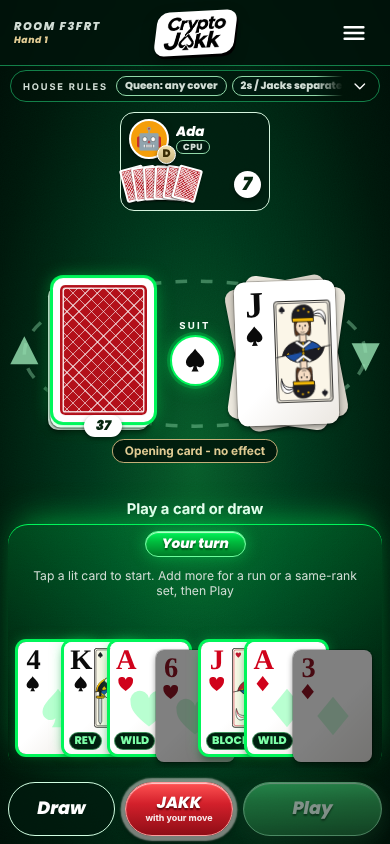 ROOM F3FRT
Hand 1
Crypto
Jakk
HOUSE RULES
Queen: any cover
2s / Jacks separate
Ada
CPU
D
7
SUIT
J
37
Opening card - no effect
Play a card or draw
Your turn
Tap a lit card to start. Add more for a run or a same-rank
set, then Play
4 K A 6 J A 3
REV WILD BLOC WILD
Draw
JAKK
with your move
Play